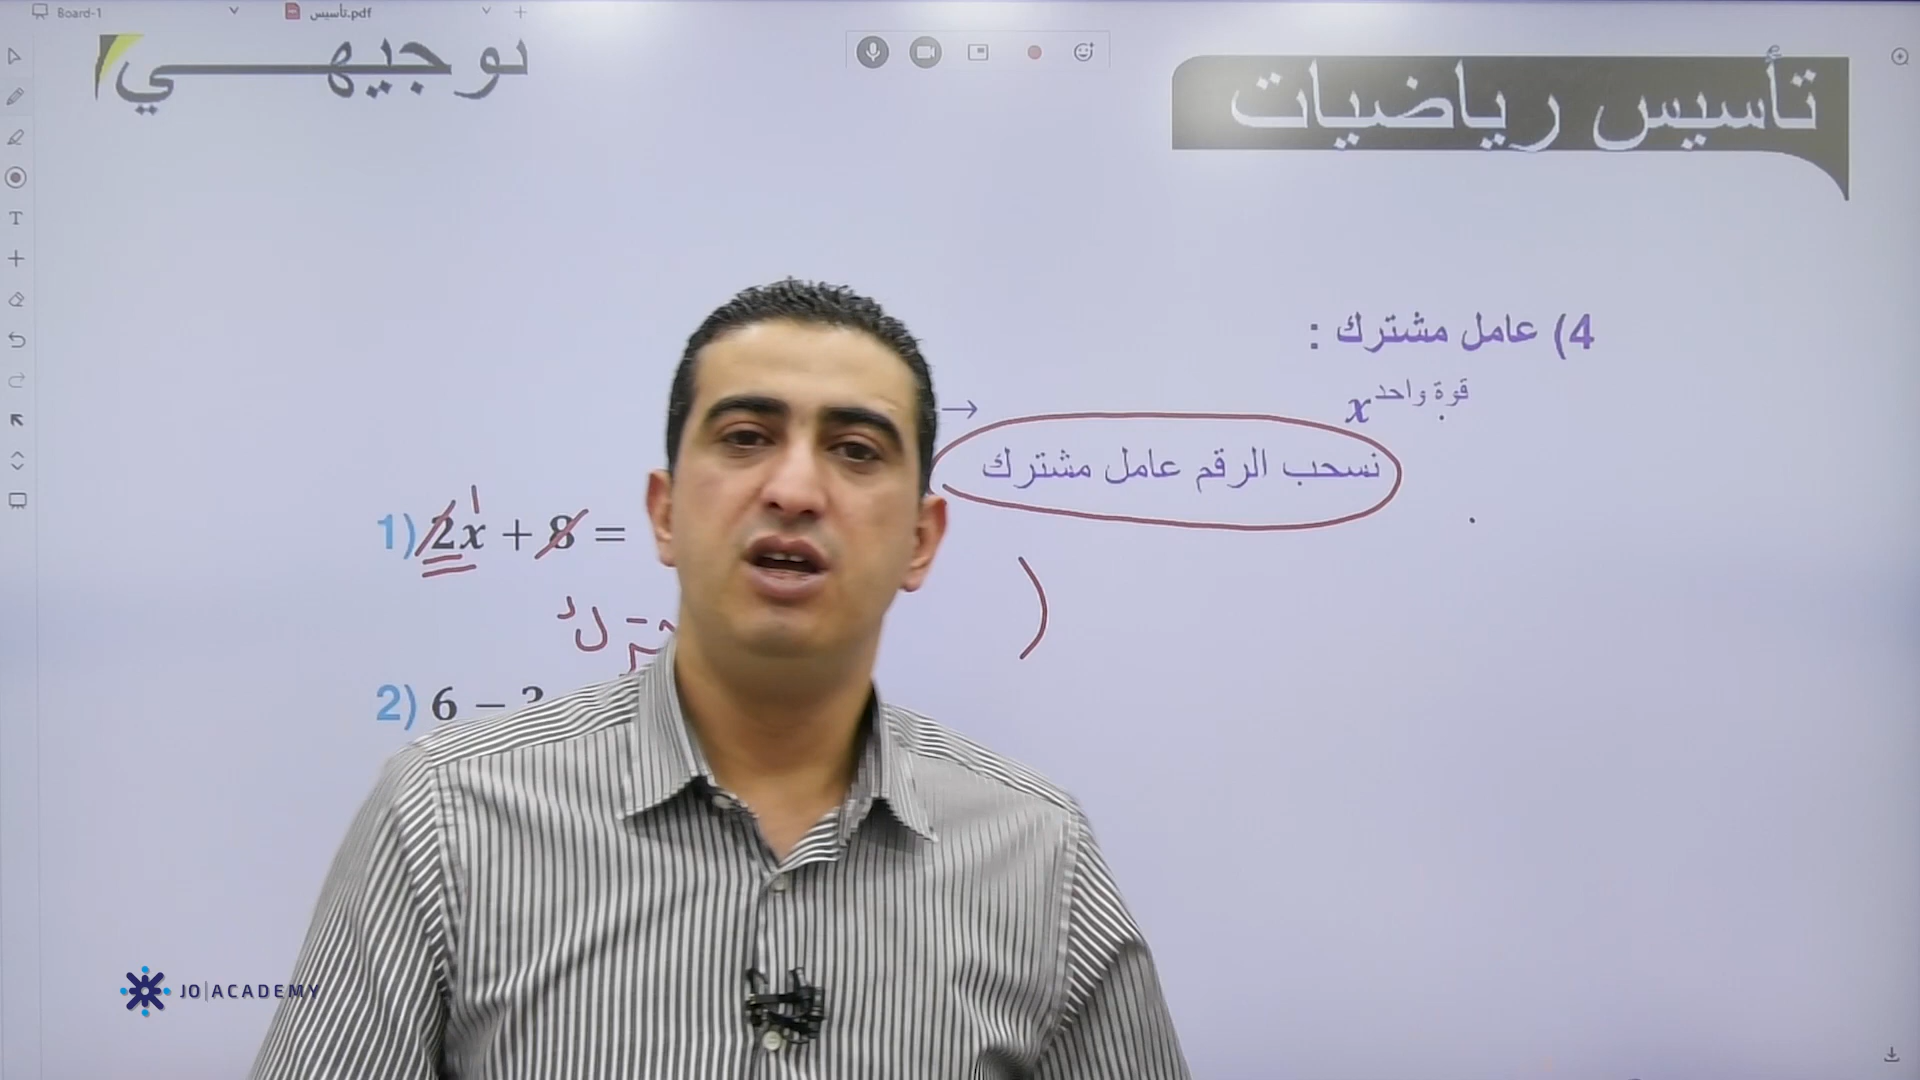 Board-1
تأسيس.pdf
توجيهي
تأسيس رياضيات
4) عامل مشترك :
x قوة واحد
→
نسحب الرقم عامل مشترك
1) 2x + 8 =
2) 6 −
JO|ACADEMY